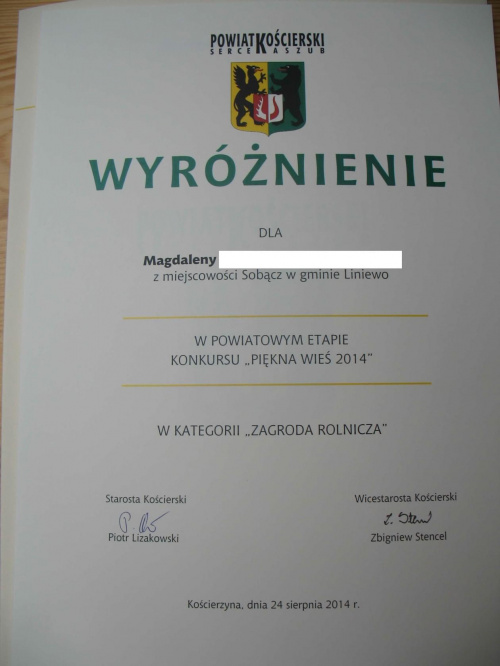 POWIATKOŚCIERSKI
SERCE KASZUB
WYRÓŻNIENIE
DLA
Magdaleny
z miejscowości Sobącz w gminie Liniewo
W POWIATOWYM ETAPIE
KONKURSU „PIĘKNA WIEŚ 2014"
W KATEGORII „ZAGRODA ROLNICZA"
Starosta Kościerski
Piotr Lizakowski
Wicestarosta Kościerski
Z. Stencel
Zbigniew Stencel
Kościerzyna, dnia 24 sierpnia 2014 r.